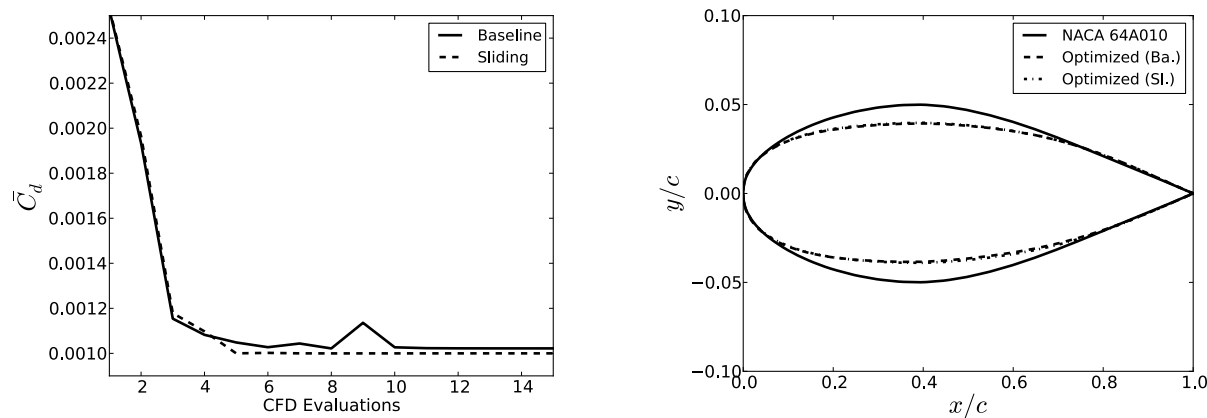 0.0024
0.0022
0.0020
0.0018
0.0016
0.0014
0.0012
0.0010
C̄_d
2 4 6 8 10 12 14
CFD Evaluations
Baseline
Sliding
0.10
0.05
0.00
−0.05
−0.10
y/c
0.0 0.2 0.4 0.6 0.8 1.0
x/c
NACA 64A010
Optimized (Ba.)
Optimized (Sl.)